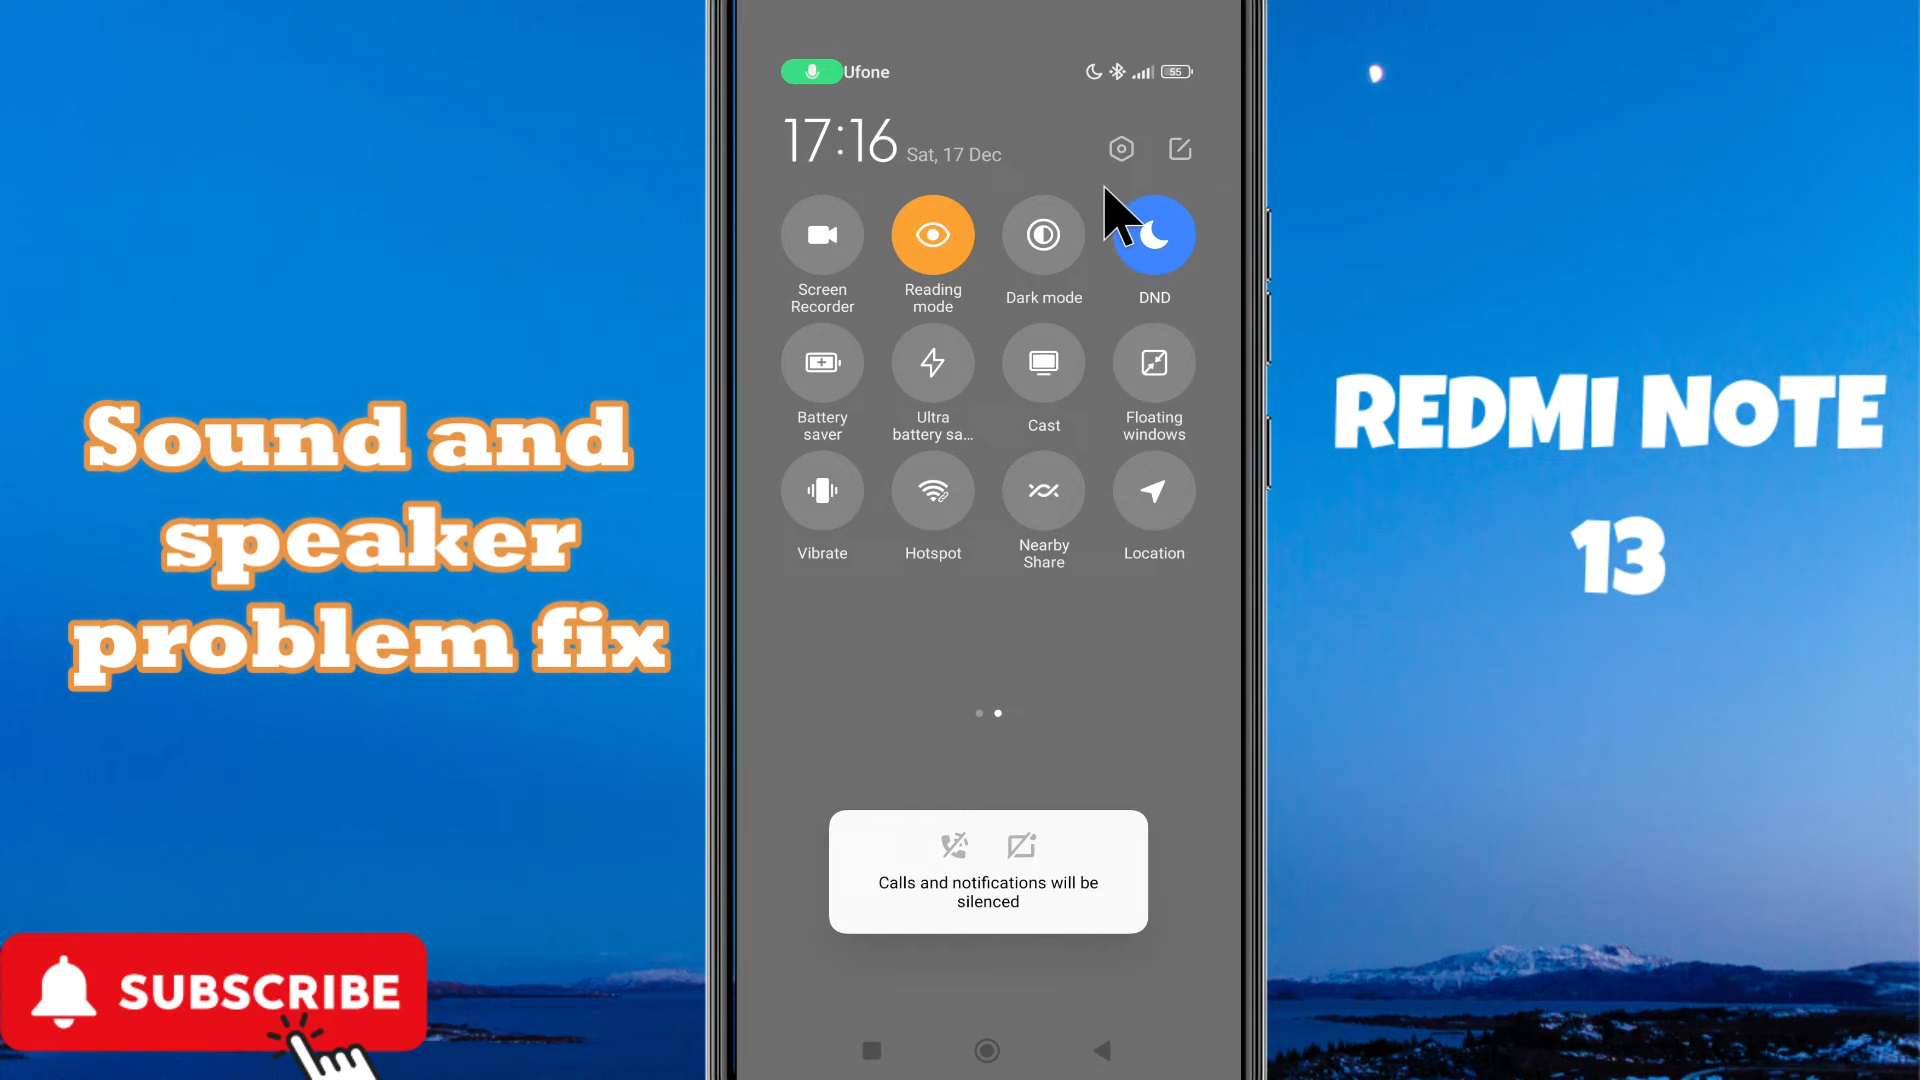 Ufone
55
17:16 Sat, 17 Dec
Screen Recorder
Reading mode
Dark mode
DND
Battery saver
Ultra battery sa...
Cast
Floating windows
Vibrate
Hotspot
Nearby Share
Location
Calls and notifications will be
silenced
Sound and
speaker
problem fix
REDMI NOTE
13
SUBSCRIBE